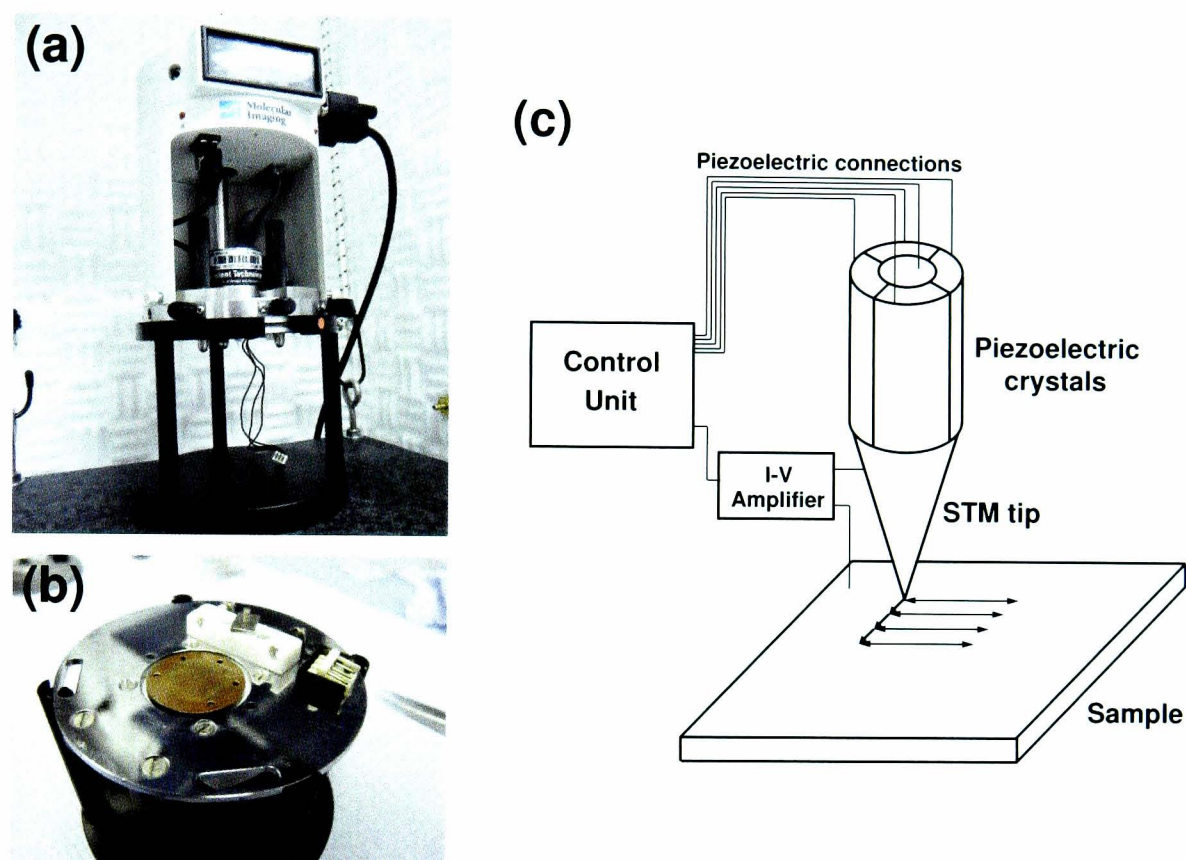 (a)
Molecular
Imaging
(b)
(c)
Piezoelectric connections
Control
Unit
Piezoelectric
crystals
I-V
Amplifier
STM tip
Sample